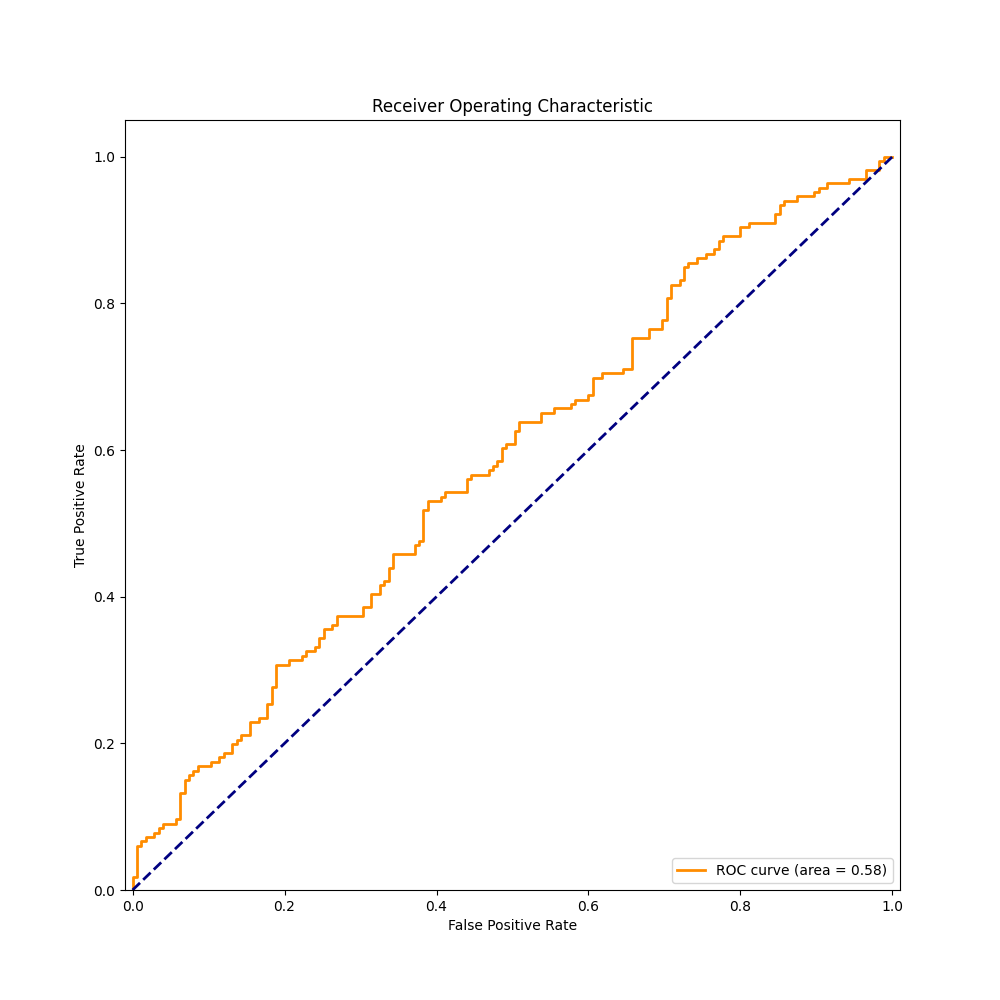 Receiver Operating Characteristic
True Positive Rate
1.0
0.8
0.6
0.4
0.2
0.0
ROC curve (area = 0.58)
0.0 0.2 0.4 0.6 0.8 1.0
False Positive Rate